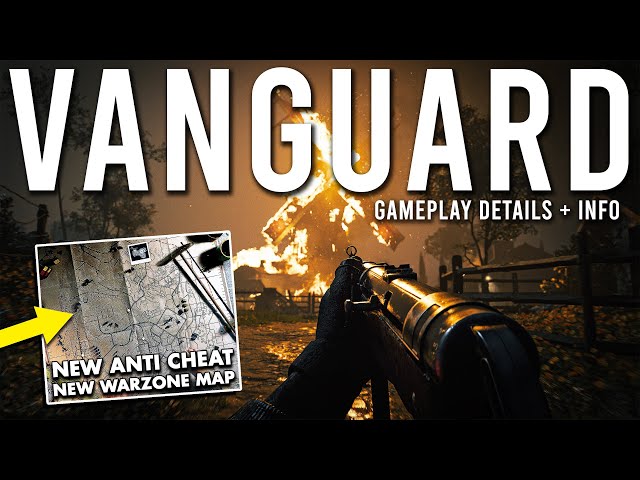 VANGUARD
GAMEPLAY DETAILS + INFO
NEW ANTI CHEAT
NEW WARZONE MAP